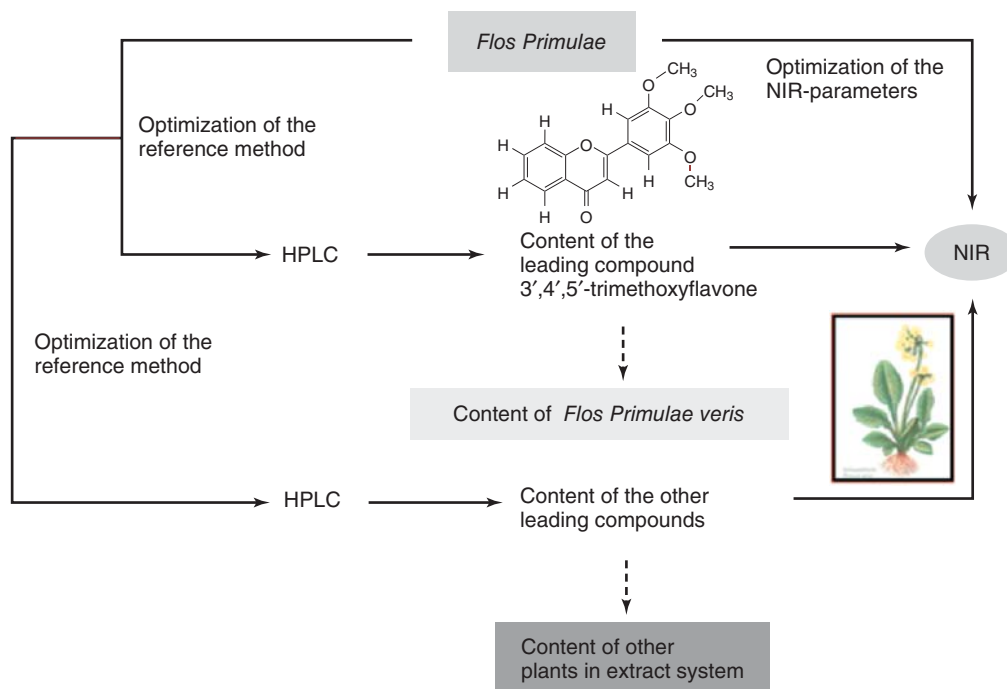 Flos Primulae
Optimization of the
NIR-parameters
Optimization of the
reference method
CH₃
O
CH₃
O
H
H
O
H
O
CH₃
H
H
H
H
O
HPLC
Content of the
leading compound
3′,4′,5′-trimethoxyflavone
NIR
Optimization of the
reference method
Content of Flos Primulae veris
HPLC
Content of the other
leading compounds
Content of other
plants in extract system